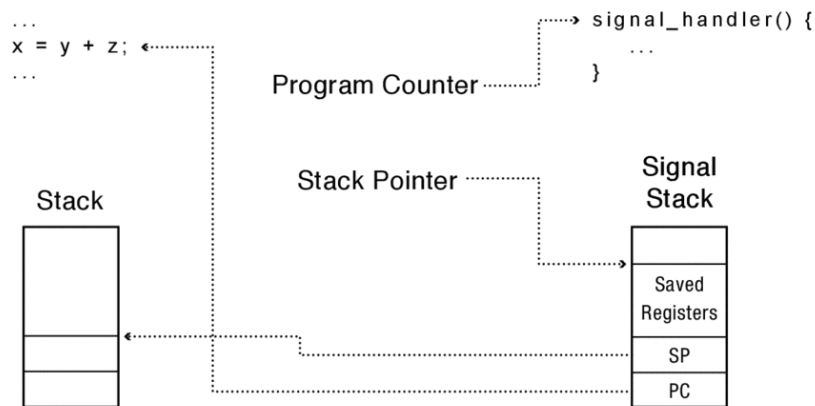 ...
x = y + z;
...
signal_handler() {
...
}
Program Counter
Stack Pointer
Stack
Signal
Stack
Saved
Registers
SP
PC